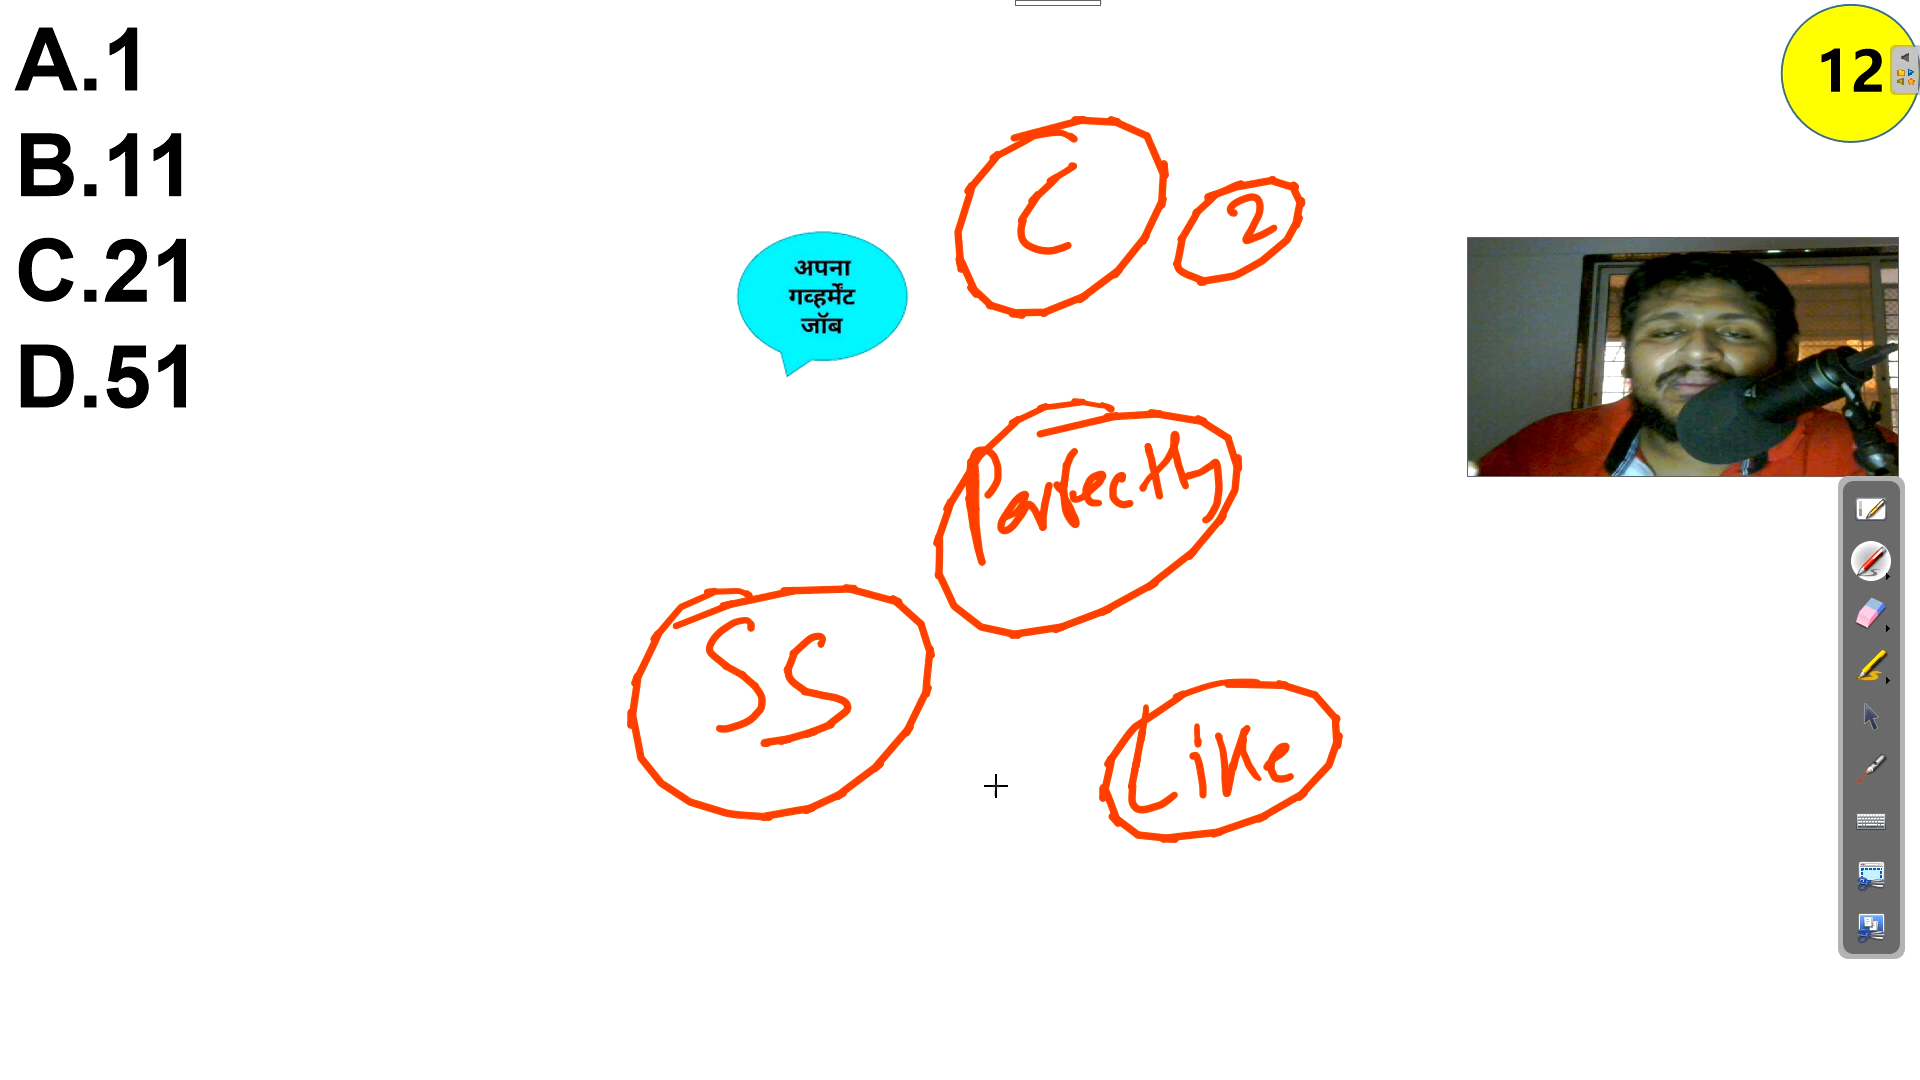 A.1
B.11
C.21
D.51
12
C
2
अपना
गव्हर्मेंट
जॉब
Perfectly
SS
Like